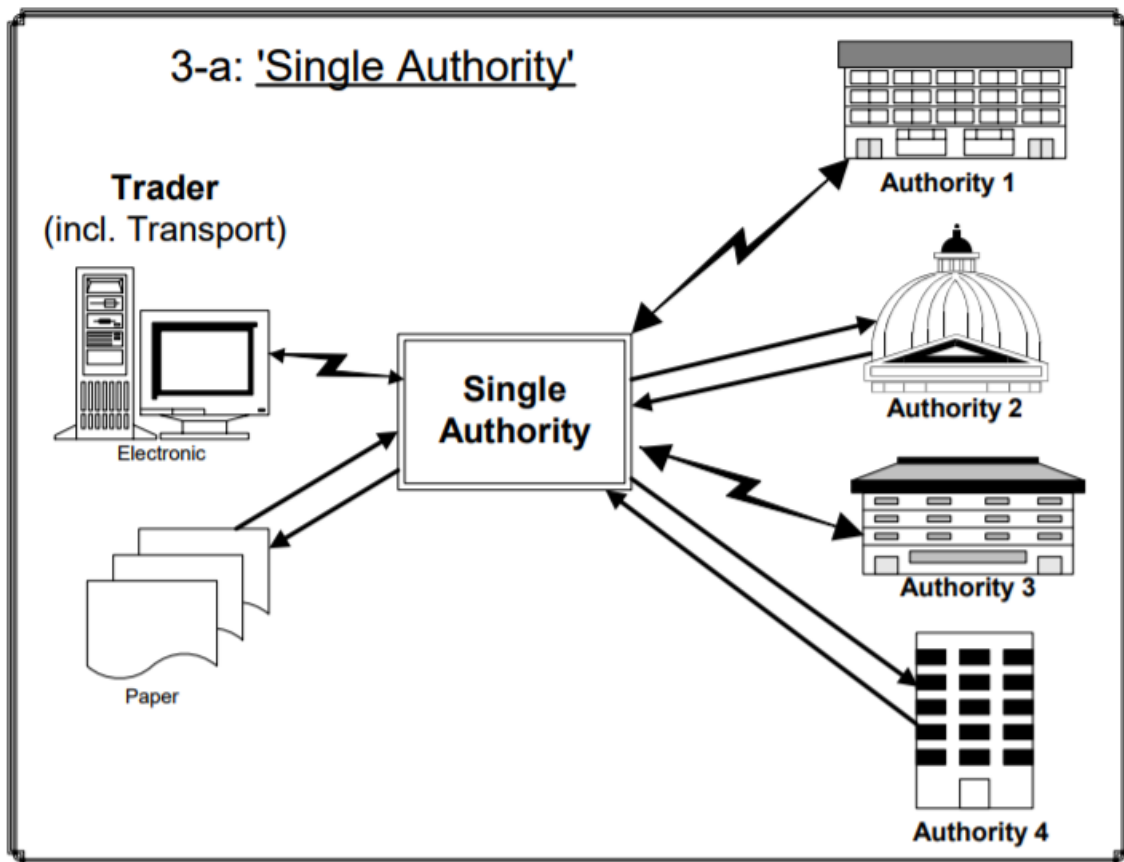 3-a: 'Single Authority'
Trader
(incl. Transport)
Electronic
Paper
Single
Authority
Authority 1
Authority 2
Authority 3
Authority 4